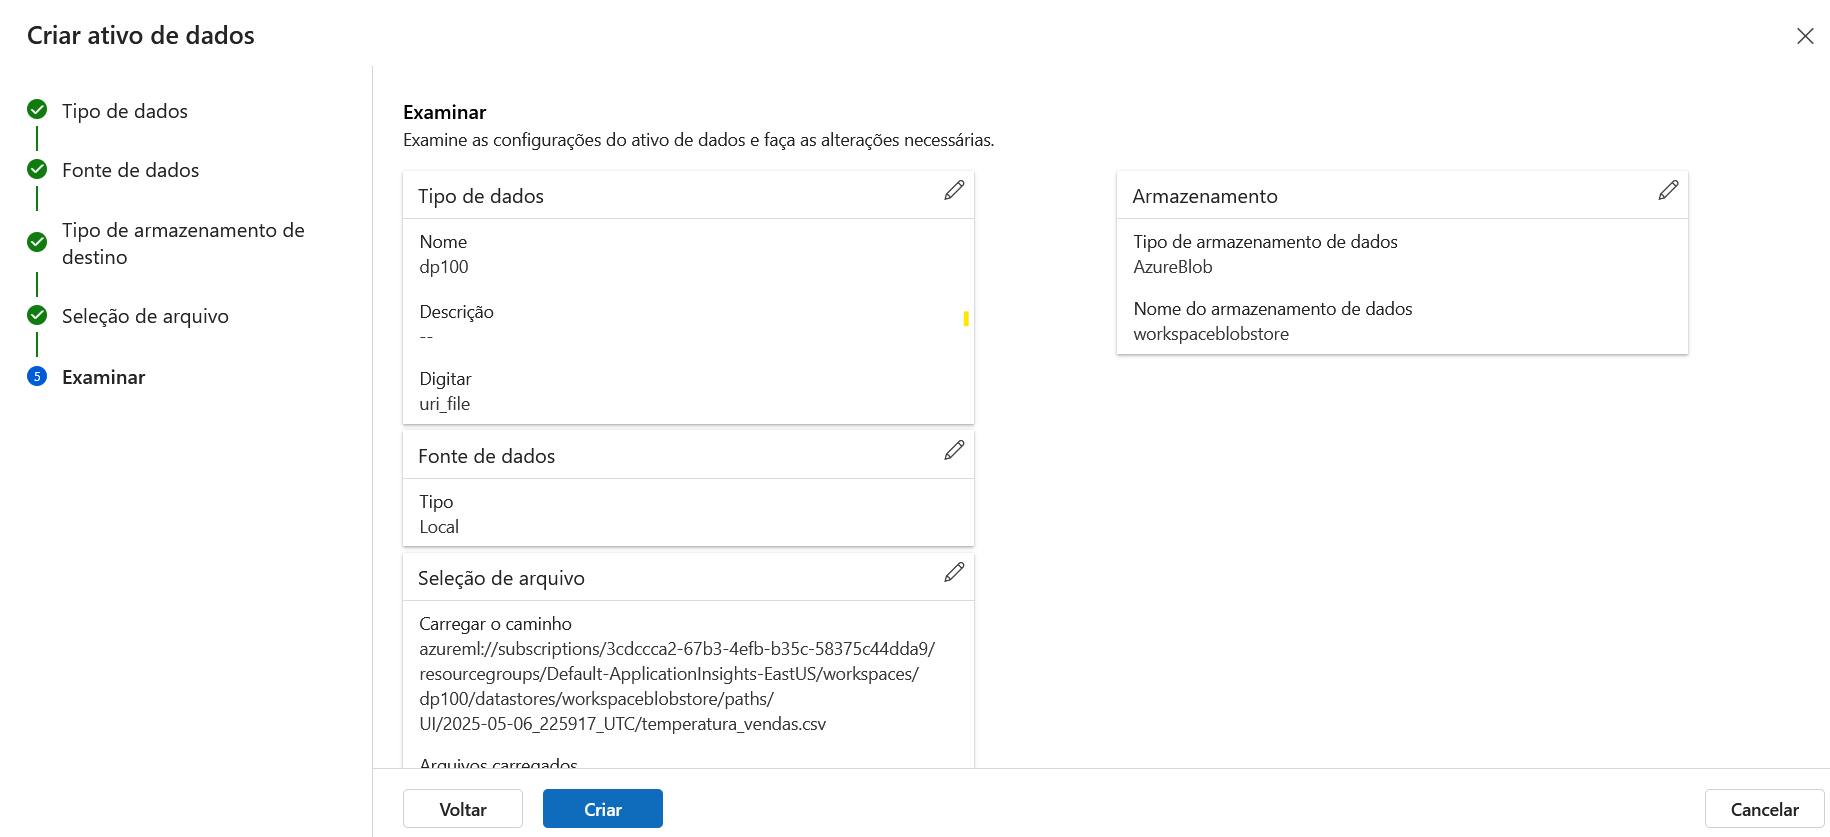 Criar ativo de dados
Tipo de dados
Fonte de dados
Tipo de armazenamento de
destino
Seleção de arquivo
5
Examinar
Examinar
Examine as configurações do ativo de dados e faça as alterações necessárias.
Tipo de dados
Nome
dp100
Descrição
--
Digitar
uri_file
Fonte de dados
Tipo
Local
Seleção de arquivo
Carregar o caminho
azureml://subscriptions/3cdccca2-67b3-4efb-b35c-58375c44dda9/
resourcegroups/Default-ApplicationInsights-EastUS/workspaces/
dp100/datastores/workspaceblobstore/paths/
UI/2025-05-06_225917_UTC/temperatura_vendas.csv
Arquivos carregados
Armazenamento
Tipo de armazenamento de dados
AzureBlob
Nome do armazenamento de dados
workspaceblobstore
Voltar
Criar
Cancelar